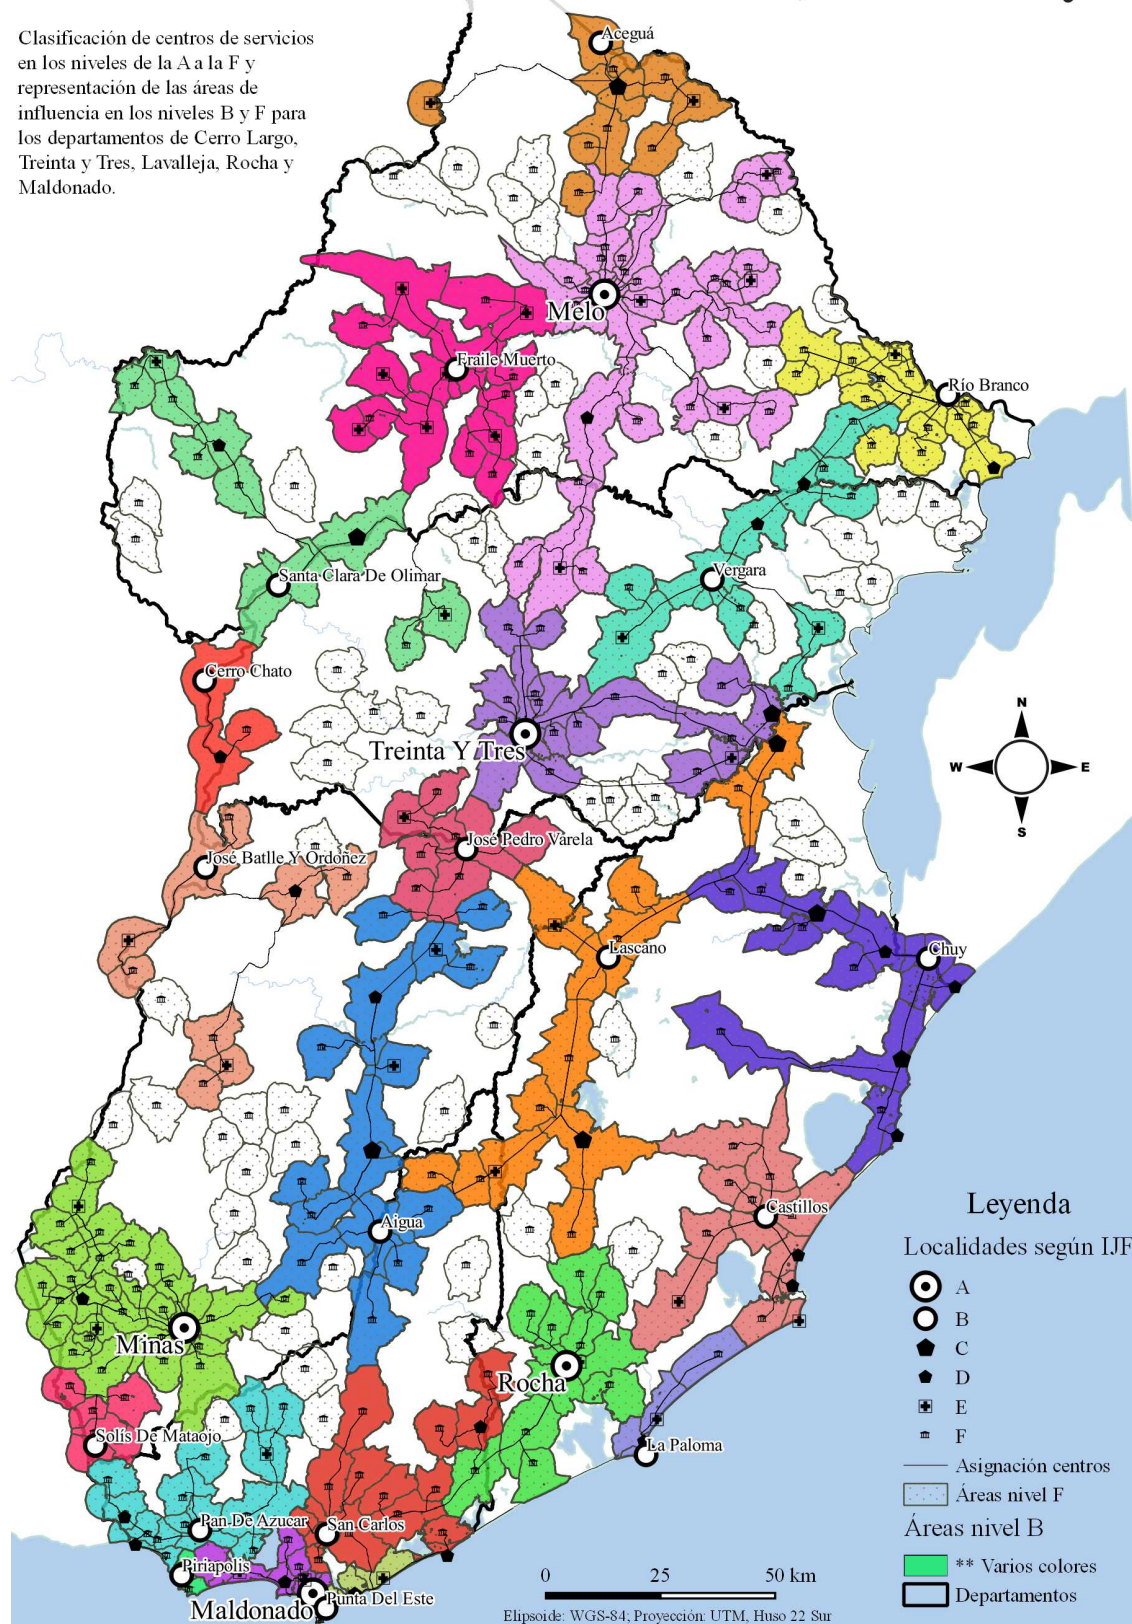 Clasificación de centros de servicios
en los niveles de la A a la F y
representación de las áreas de
influencia en los niveles B y F para
los departamentos de Cerro Largo,
Treinta y Tres, Lavalleja, Rocha y
Maldonado.
Aceguá
Melo
Fraile Muerto
Río Branco
Santa Clara De Olimar
Vergara
Cerro Chato
Treinta Y Tres
N
W
E
S
José Pedro Varela
José Batlle Y Ordoñez
Lascano
Chuy
Castillos
Aigua
Minas
Rocha
Solís De Mataojo
La Paloma
Pan De Azucar
San Carlos
Piriapolis
Maldonado
Punta Del Este
Leyenda
Localidades según IJF
A
B
C
D
E
F
Asignación centros
Áreas nivel F
Áreas nivel B
** Varios colores
Departamentos
0 25 50 km
Elipsoide: WGS-84; Proyección: UTM, Huso 22 Sur